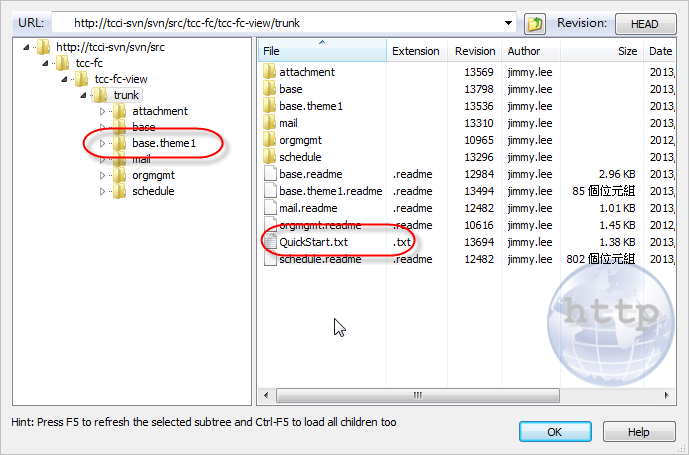 URL: http://tcci-svn/svn/src/tcc-fc/tcc-fc-view/trunk Revision: HEAD
http://tcci-svn/svn/src
tcc-fc
tcc-fc-view
trunk
attachment
base
base.theme1
mail
orgmgmt
schedule
File Extension Revision Author Size Date
attachment 13569 jimmy.lee 2013,
base 13798 jimmy.lee 2013,
base.theme1 13536 jimmy.lee 2013,
mail 13310 jimmy.lee 2013,
orgmgmt 10965 jimmy.lee 2012,
schedule 13296 jimmy.lee 2013,
base.readme .readme 12984 jimmy.lee 2.96 KB 2013,
base.theme1.readme .readme 13494 jimmy.lee 85 個位元組 2013,
mail.readme .readme 12482 jimmy.lee 1.01 KB 2013,
orgmgmt.readme .readme 10616 jimmy.lee 1.45 KB 2012,
QuickStart.txt .txt 13694 jimmy.lee 1.38 KB 2013,
schedule.readme .readme 12482 jimmy.lee 802 個位元組 2013,
http
Hint: Press F5 to refresh the selected subtree and Ctrl-F5 to load all children too
OK Help